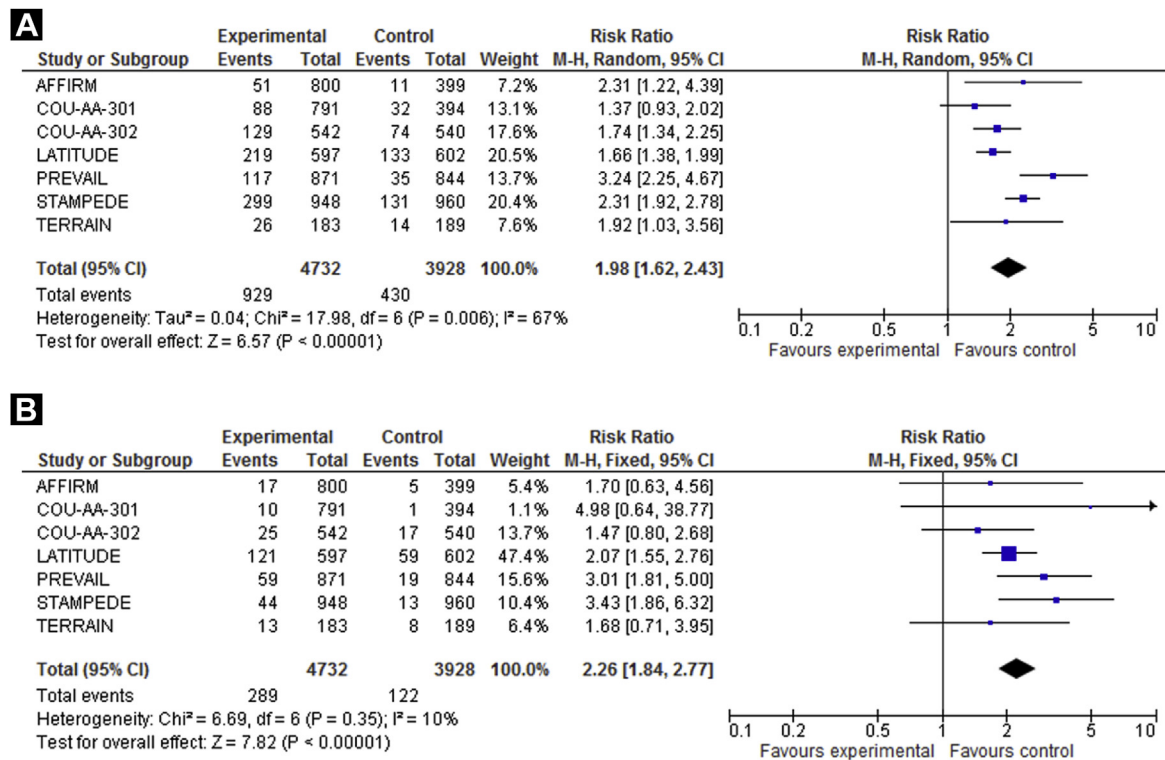 A
Experimental Control Risk Ratio Risk Ratio
Study or Subgroup Events Total Events Total Weight M-H, Random, 95% CI M-H, Random, 95% CI
AFFIRM 51 800 11 399 7.2% 2.31 [1.22, 4.39]
COU-AA-301 88 791 32 394 13.1% 1.37 [0.93, 2.02]
COU-AA-302 129 542 74 540 17.6% 1.74 [1.34, 2.25]
LATITUDE 219 597 133 602 20.5% 1.66 [1.38, 1.99]
PREVAIL 117 871 35 844 13.7% 3.24 [2.25, 4.67]
STAMPEDE 299 948 131 960 20.4% 2.31 [1.92, 2.78]
TERRAIN 26 183 14 189 7.6% 1.92 [1.03, 3.56]
Total (95% CI) 4732 3928 100.0% 1.98 [1.62, 2.43]
Total events 929 430
Heterogeneity: Tau² = 0.04; Chi² = 17.98, df = 6 (P = 0.006); I² = 67%
Test for overall effect: Z = 6.57 (P < 0.00001)
0.1 0.2 0.5 1 2 5 10
Favours experimental Favours control
B
Experimental Control Risk Ratio Risk Ratio
Study or Subgroup Events Total Events Total Weight M-H, Fixed, 95% CI M-H, Fixed, 95% CI
AFFIRM 17 800 5 399 5.4% 1.70 [0.63, 4.56]
COU-AA-301 10 791 1 394 1.1% 4.98 [0.64, 38.77]
COU-AA-302 25 542 17 540 13.7% 1.47 [0.80, 2.68]
LATITUDE 121 597 59 602 47.4% 2.07 [1.55, 2.76]
PREVAIL 59 871 19 844 15.6% 3.01 [1.81, 5.00]
STAMPEDE 44 948 13 960 10.4% 3.43 [1.86, 6.32]
TERRAIN 13 183 8 189 6.4% 1.68 [0.71, 3.95]
Total (95% CI) 4732 3928 100.0% 2.26 [1.84, 2.77]
Total events 289 122
Heterogeneity: Chi² = 6.69, df = 6 (P = 0.35); I² = 10%
Test for overall effect: Z = 7.82 (P < 0.00001)
0.1 0.2 0.5 1 2 5 10
Favours experimental Favours control